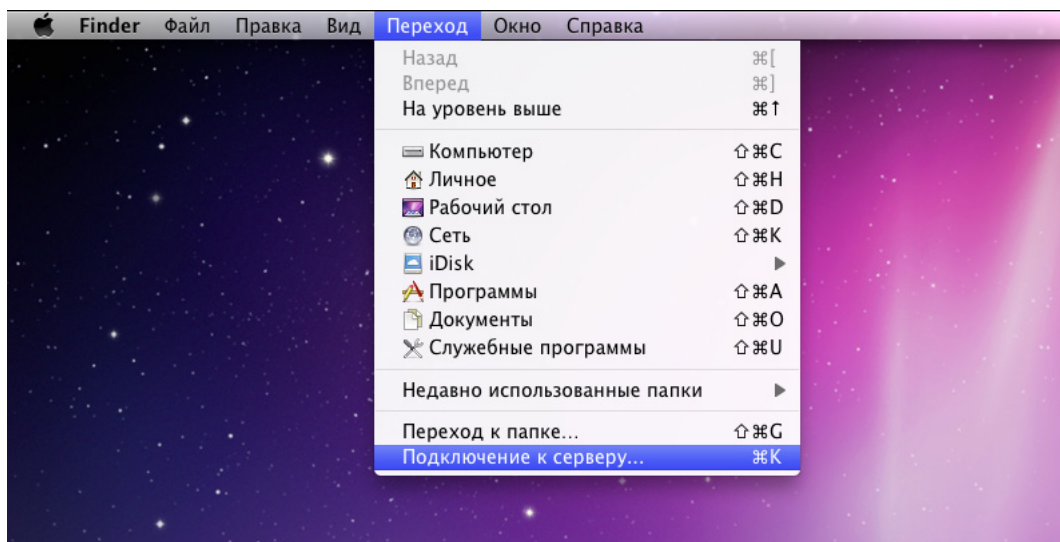 Finder Файл Правка Вид Переход Окно Справка
Назад ⌘[
Вперед ⌘]
На уровень выше ⌘↑
Компьютер ⇧⌘C
Личное ⇧⌘H
Рабочий стол ⇧⌘D
Сеть ⇧⌘K
iDisk ▶
Программы ⇧⌘A
Документы ⇧⌘O
Служебные программы ⇧⌘U
Недавно использованные папки ▶
Переход к папке... ⇧⌘G
Подключение к серверу... ⌘K